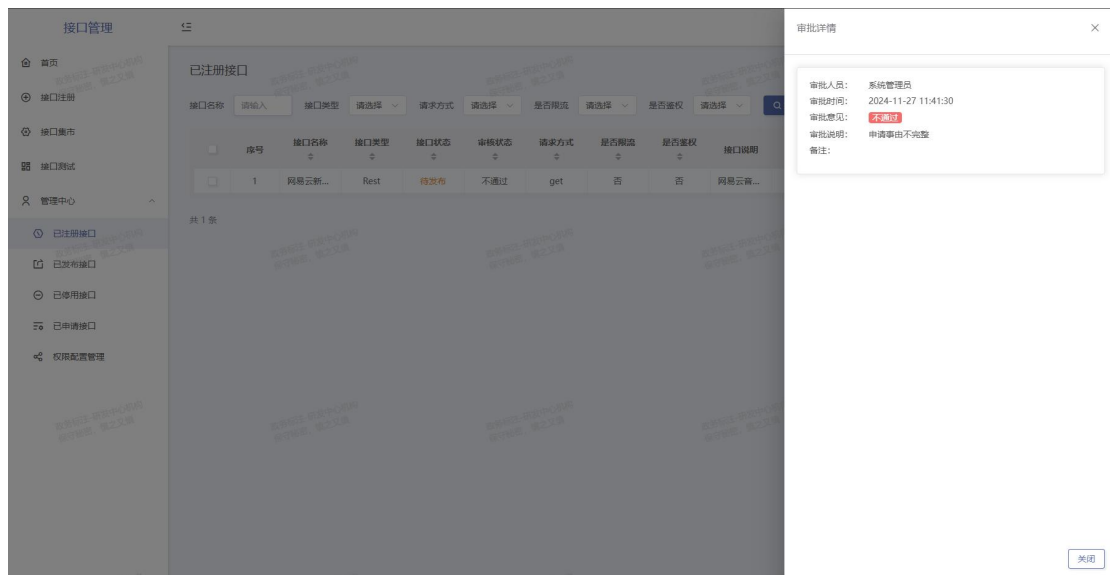 接口管理
首页
接口注册
接口集市
接口测试
管理中心
已注册接口
已发布接口
已停用接口
已申请接口
权限配置管理
已注册接口
接口名称 请输入 接口类型 请选择 请求方式 请选择 是否限流 请选择 是否鉴权 请选择
序号 接口名称 接口类型 接口状态 审核状态 请求方式 是否限流 是否鉴权 接口说明
1 网易云新... Rest 待发布 不通过 get 否 否 网易云音...
共 1 条
审批详情
审批人员: 系统管理员
审批时间: 2024-11-27 11:41:30
审批意见: 不通过
审批说明: 申请事由不完整
备注:
关闭